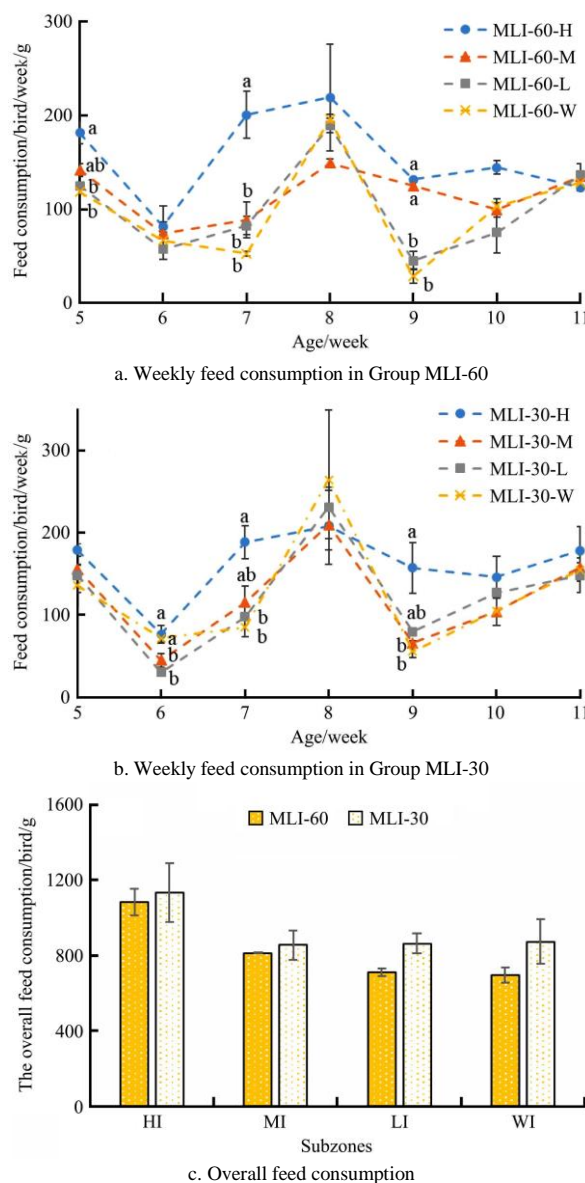 300
MLI-60-H
MLI-60-M
MLI-60-L
MLI-60-W
Feed consumption/bird/week/g
200
100
0
a
ab
b
b
a
b
b
a
a
b
b
5 6 7 8 9 10 11
Age/week
a. Weekly feed consumption in Group MLI-60
MLI-30-H
MLI-30-M
MLI-30-L
MLI-30-W
Feed consumption/bird/week/g
300
200
100
0
a
a
b
b
a
ab
b
b
a
ab
b
b
5 6 7 8 9 10 11
Age/week
b. Weekly feed consumption in Group MLI-30
1600
MLI-60 MLI-30
The overall feed consumption/bird/g
1200
800
400
0
HI MI LI WI
Subzones
c. Overall feed consumption